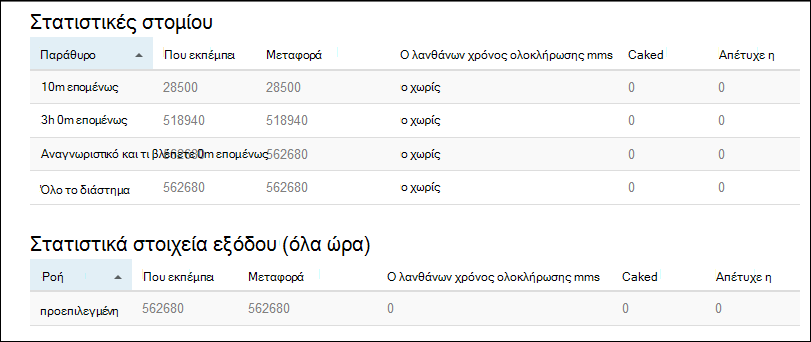 Στατιστικές στομίου
Παράθυρο Που εκπέμπει Μεταφορά Ο λανθάνων χρόνος ολοκλήρωσης mms Caked Απέτυχε η
10m επομένως 28500 28500 ο χωρίς 0 0
3h 0m επομένως 518940 518940 ο χωρίς 0 0
Αναγνωριστικό και τι βλέπετε 0m επομένως 562680 562680 ο χωρίς 0 0
Όλο το διάστημα 562680 562680 ο χωρίς 0 0
Στατιστικά στοιχεία εξόδου (όλα ώρα)
Ροή Που εκπέμπει Μεταφορά Ο λανθάνων χρόνος ολοκλήρωσης mms Caked Απέτυχε η
προεπιλεγμένη 562680 562680 0 0 0